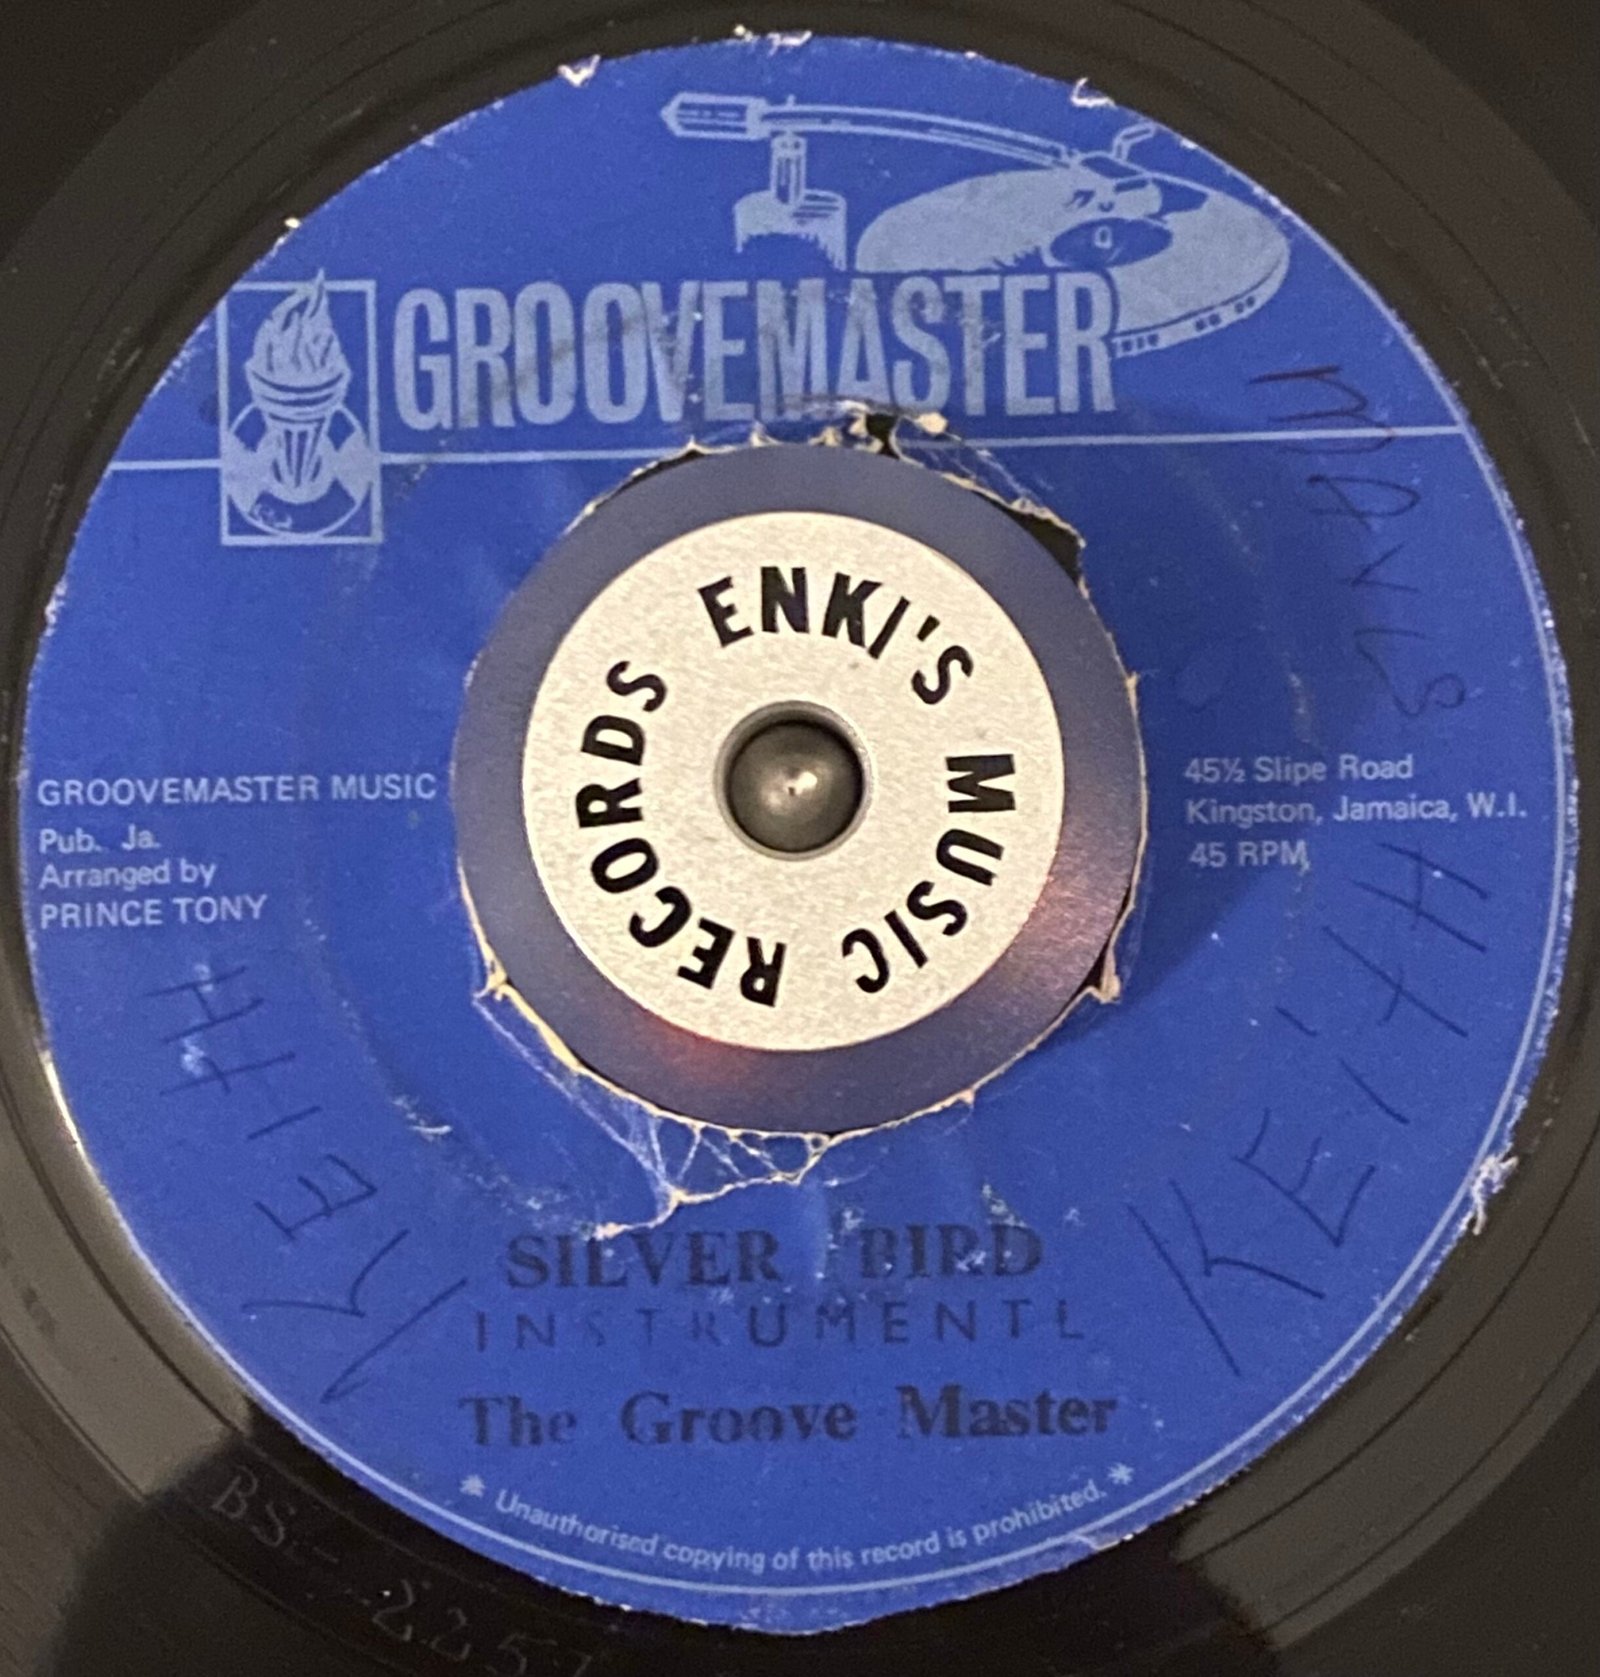 GROOVEMASTER
ENKI'S MUSIC RECORDS
GROOVEMASTER MUSIC
Pub. Ja.
Arranged by
PRINCE TONY
45½ Slipe Road
Kingston, Jamaica, W.I.
45 RPM
KEITH
KEITH
SILVER BIRD
INSTRUMENTL
The Groove Master
* Unauthorised copying of this record is prohibited. *